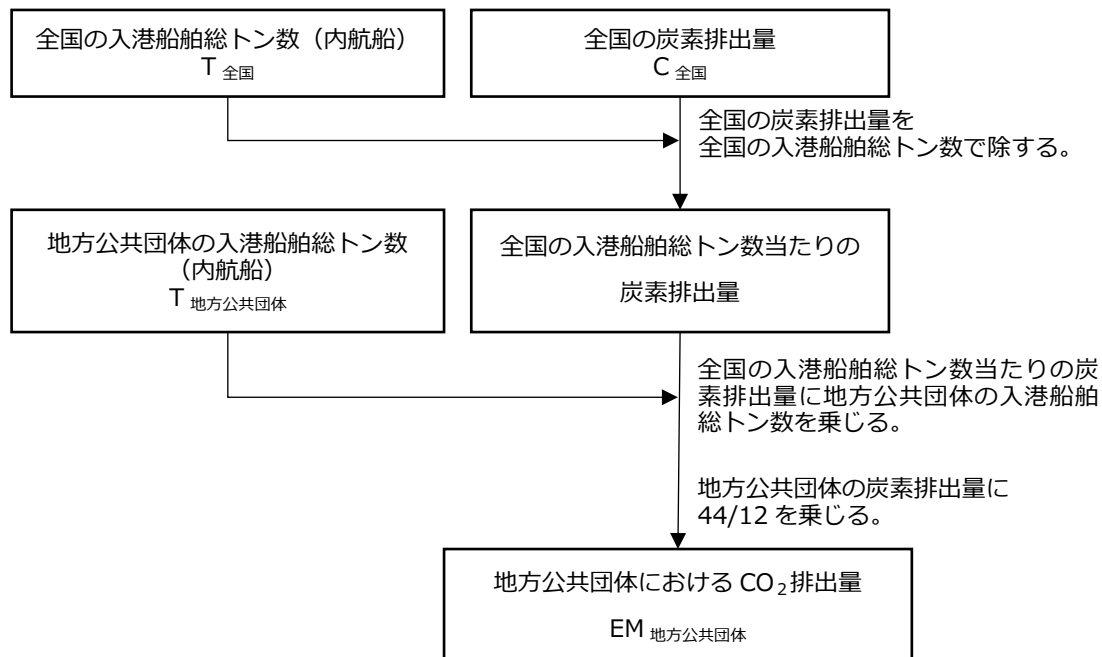 全国の入港船舶総トン数（内航船）
T 全国
全国の炭素排出量
C 全国
全国の炭素排出量を
全国の入港船舶総トン数で除する。
地方公共団体の入港船舶総トン数
（内航船）
T 地方公共団体
全国の入港船舶総トン数当たりの
炭素排出量
全国の入港船舶総トン数当たりの炭
素排出量に地方公共団体の入港船舶
総トン数を乗じる。
地方公共団体の炭素排出量に
44/12 を乗じる。
地方公共団体における CO2排出量
EM 地方公共団体